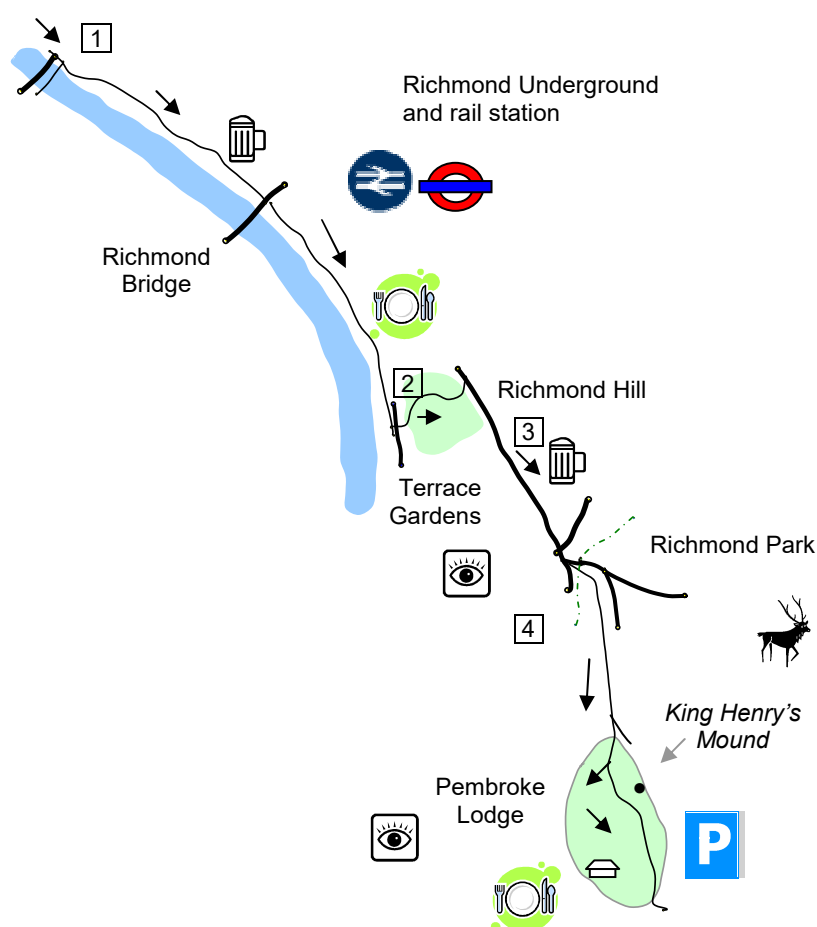 1
Richmond Underground
and rail station
Richmond
Bridge
2
Richmond Hill
3
Terrace
Gardens
Richmond Park
4
King Henry’s
Mound
Pembroke
Lodge
P